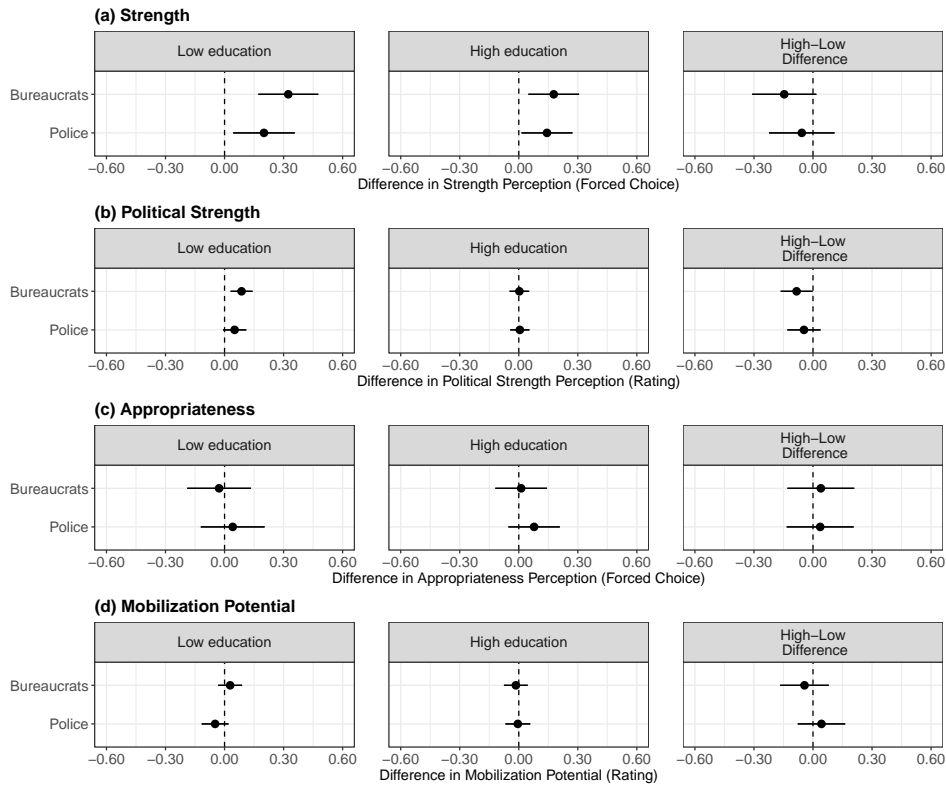 (a) Strength
Low education
High education
High−Low
Difference
Bureaucrats
Police
−0.60 −0.30 0.00 0.30 0.60 −0.60 −0.30 0.00 0.30 0.60 −0.60 −0.30 0.00 0.30 0.60
Difference in Strength Perception (Forced Choice)
(b) Political Strength
Low education
High education
High−Low
Difference
Bureaucrats
Police
−0.60 −0.30 0.00 0.30 0.60 −0.60 −0.30 0.00 0.30 0.60 −0.60 −0.30 0.00 0.30 0.60
Difference in Political Strength Perception (Rating)
(c) Appropriateness
Low education
High education
High−Low
Difference
Bureaucrats
Police
−0.60 −0.30 0.00 0.30 0.60 −0.60 −0.30 0.00 0.30 0.60 −0.60 −0.30 0.00 0.30 0.60
Difference in Appropriateness Perception (Forced Choice)
(d) Mobilization Potential
Low education
High education
High−Low
Difference
Bureaucrats
Police
−0.60 −0.30 0.00 0.30 0.60 −0.60 −0.30 0.00 0.30 0.60 −0.60 −0.30 0.00 0.30 0.60
Difference in Mobilization Potential (Rating)